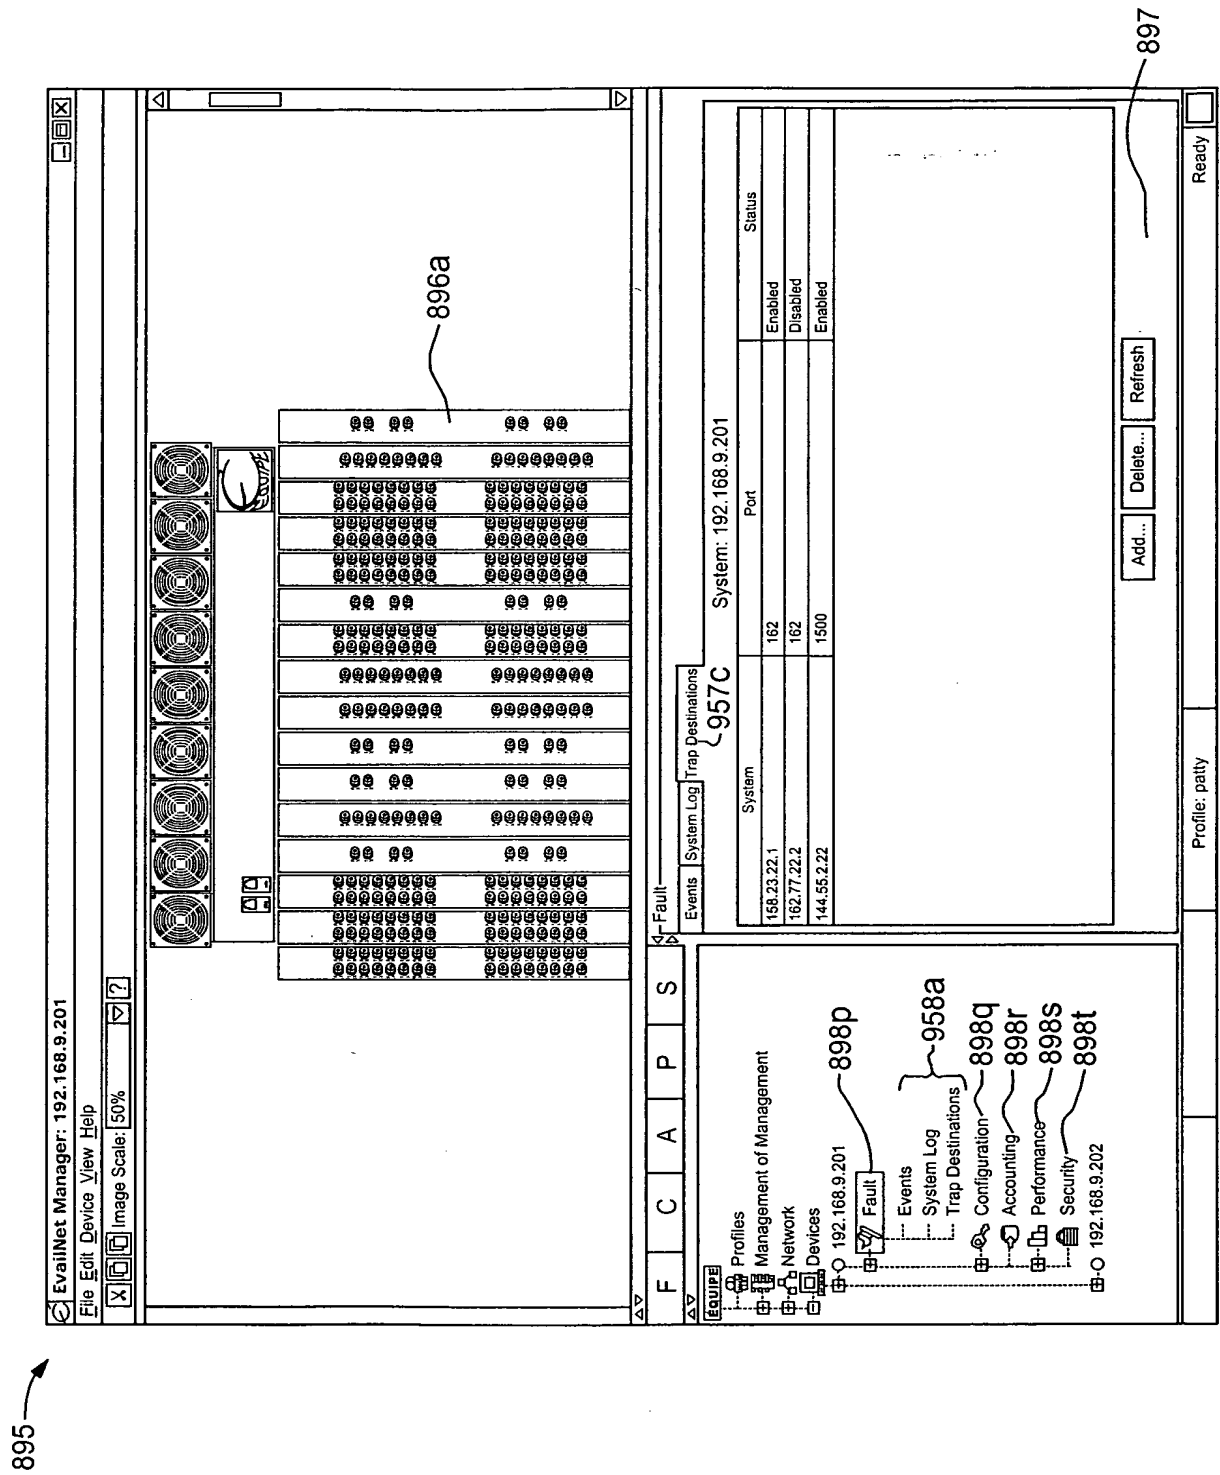 895
EvailNet Manager: 192.168.9.201
File Edit Device View Help
Image Scale: 50% ?
EQUIPE
896a
F C A P S
EQUIPE
Profiles
Management of Management
Network
Devices
192.168.9.201
Fault
898p
Events
System Log
Trap Destinations
958a
Configuration
898q
Accounting
898r
Performance
898s
Security
898t
192.168.9.202
Fault
Events System Log Trap Destinations
957C
System: 192.168.9.201
System Port Status
158.23.22.1 162 Enabled
162.77.22.2 162 Disabled
144.55.2.22 1500 Enabled
Add... Delete... Refresh
897
Profile: patty Ready